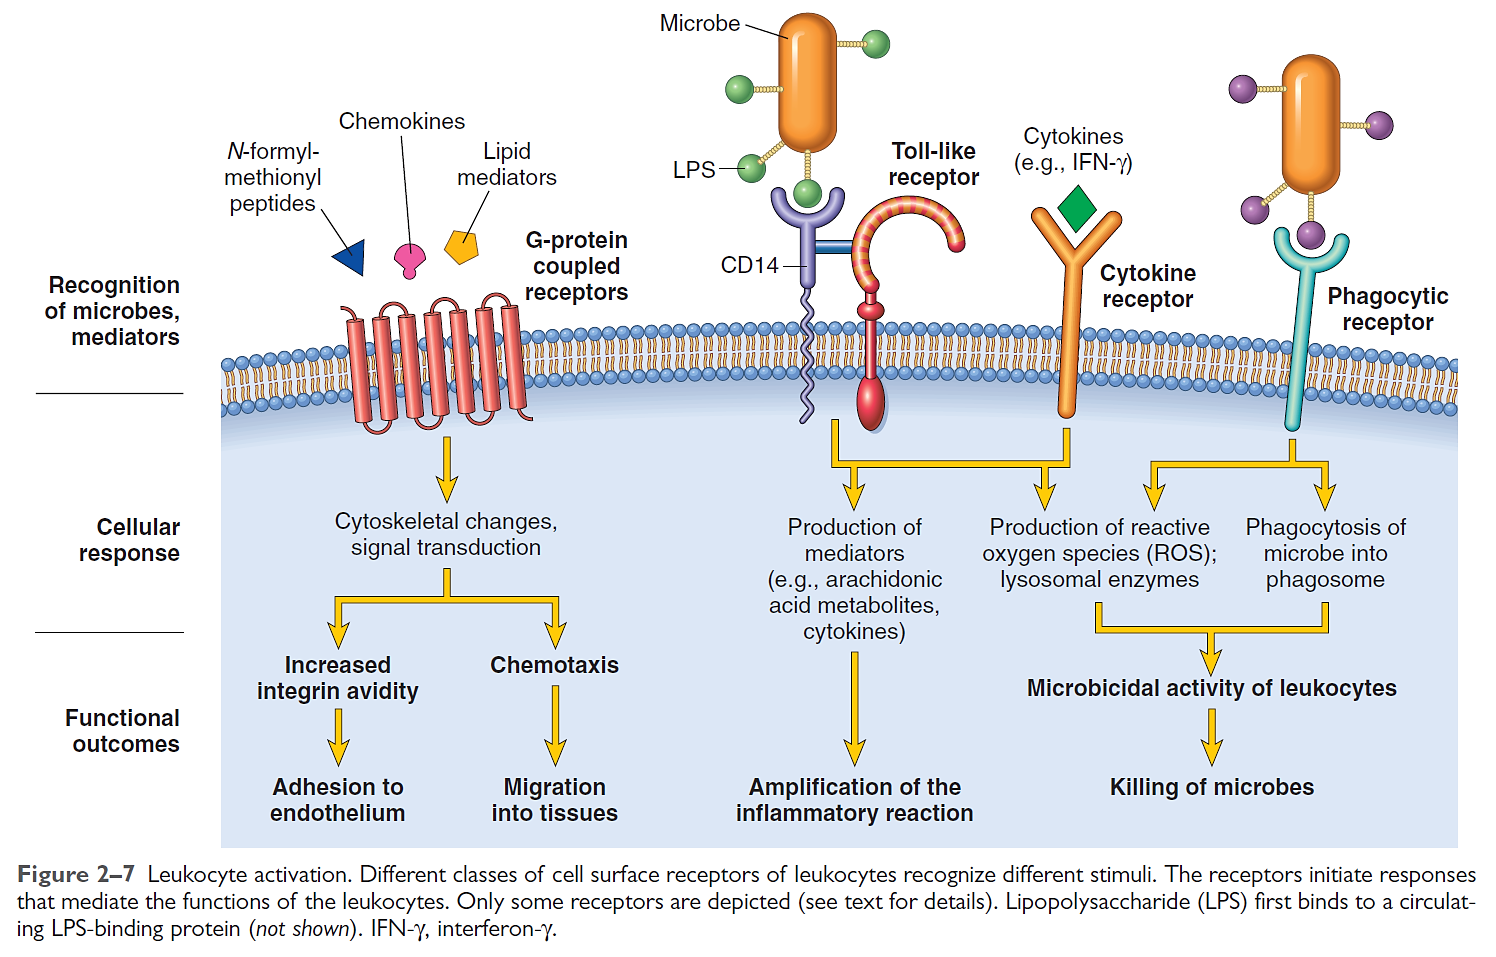 Microbe
Chemokines
N-formyl-
methionyl
peptides
Lipid
mediators
LPS
Toll-like
receptor
Cytokines
(e.g., IFN-γ)
G-protein
coupled
receptors
CD14
Cytokine
receptor
Phagocytic
receptor
Recognition
of microbes,
mediators
Cellular
response
Cytoskeletal changes,
signal transduction
Production of
mediators
(e.g., arachidonic
acid metabolites,
cytokines)
Production of reactive
oxygen species (ROS);
lysosomal enzymes
Phagocytosis of
microbe into
phagosome
Functional
outcomes
Increased
integrin avidity
Chemotaxis
Microbicidal activity of leukocytes
Adhesion to
endothelium
Migration
into tissues
Amplification of the
inflammatory reaction
Killing of microbes
Figure 2–7 Leukocyte activation. Different classes of cell surface receptors of leukocytes recognize different stimuli. The receptors initiate responses
that mediate the functions of the leukocytes. Only some receptors are depicted (see text for details). Lipopolysaccharide (LPS) first binds to a circulat-
ing LPS-binding protein (not shown). IFN-γ, interferon-γ.